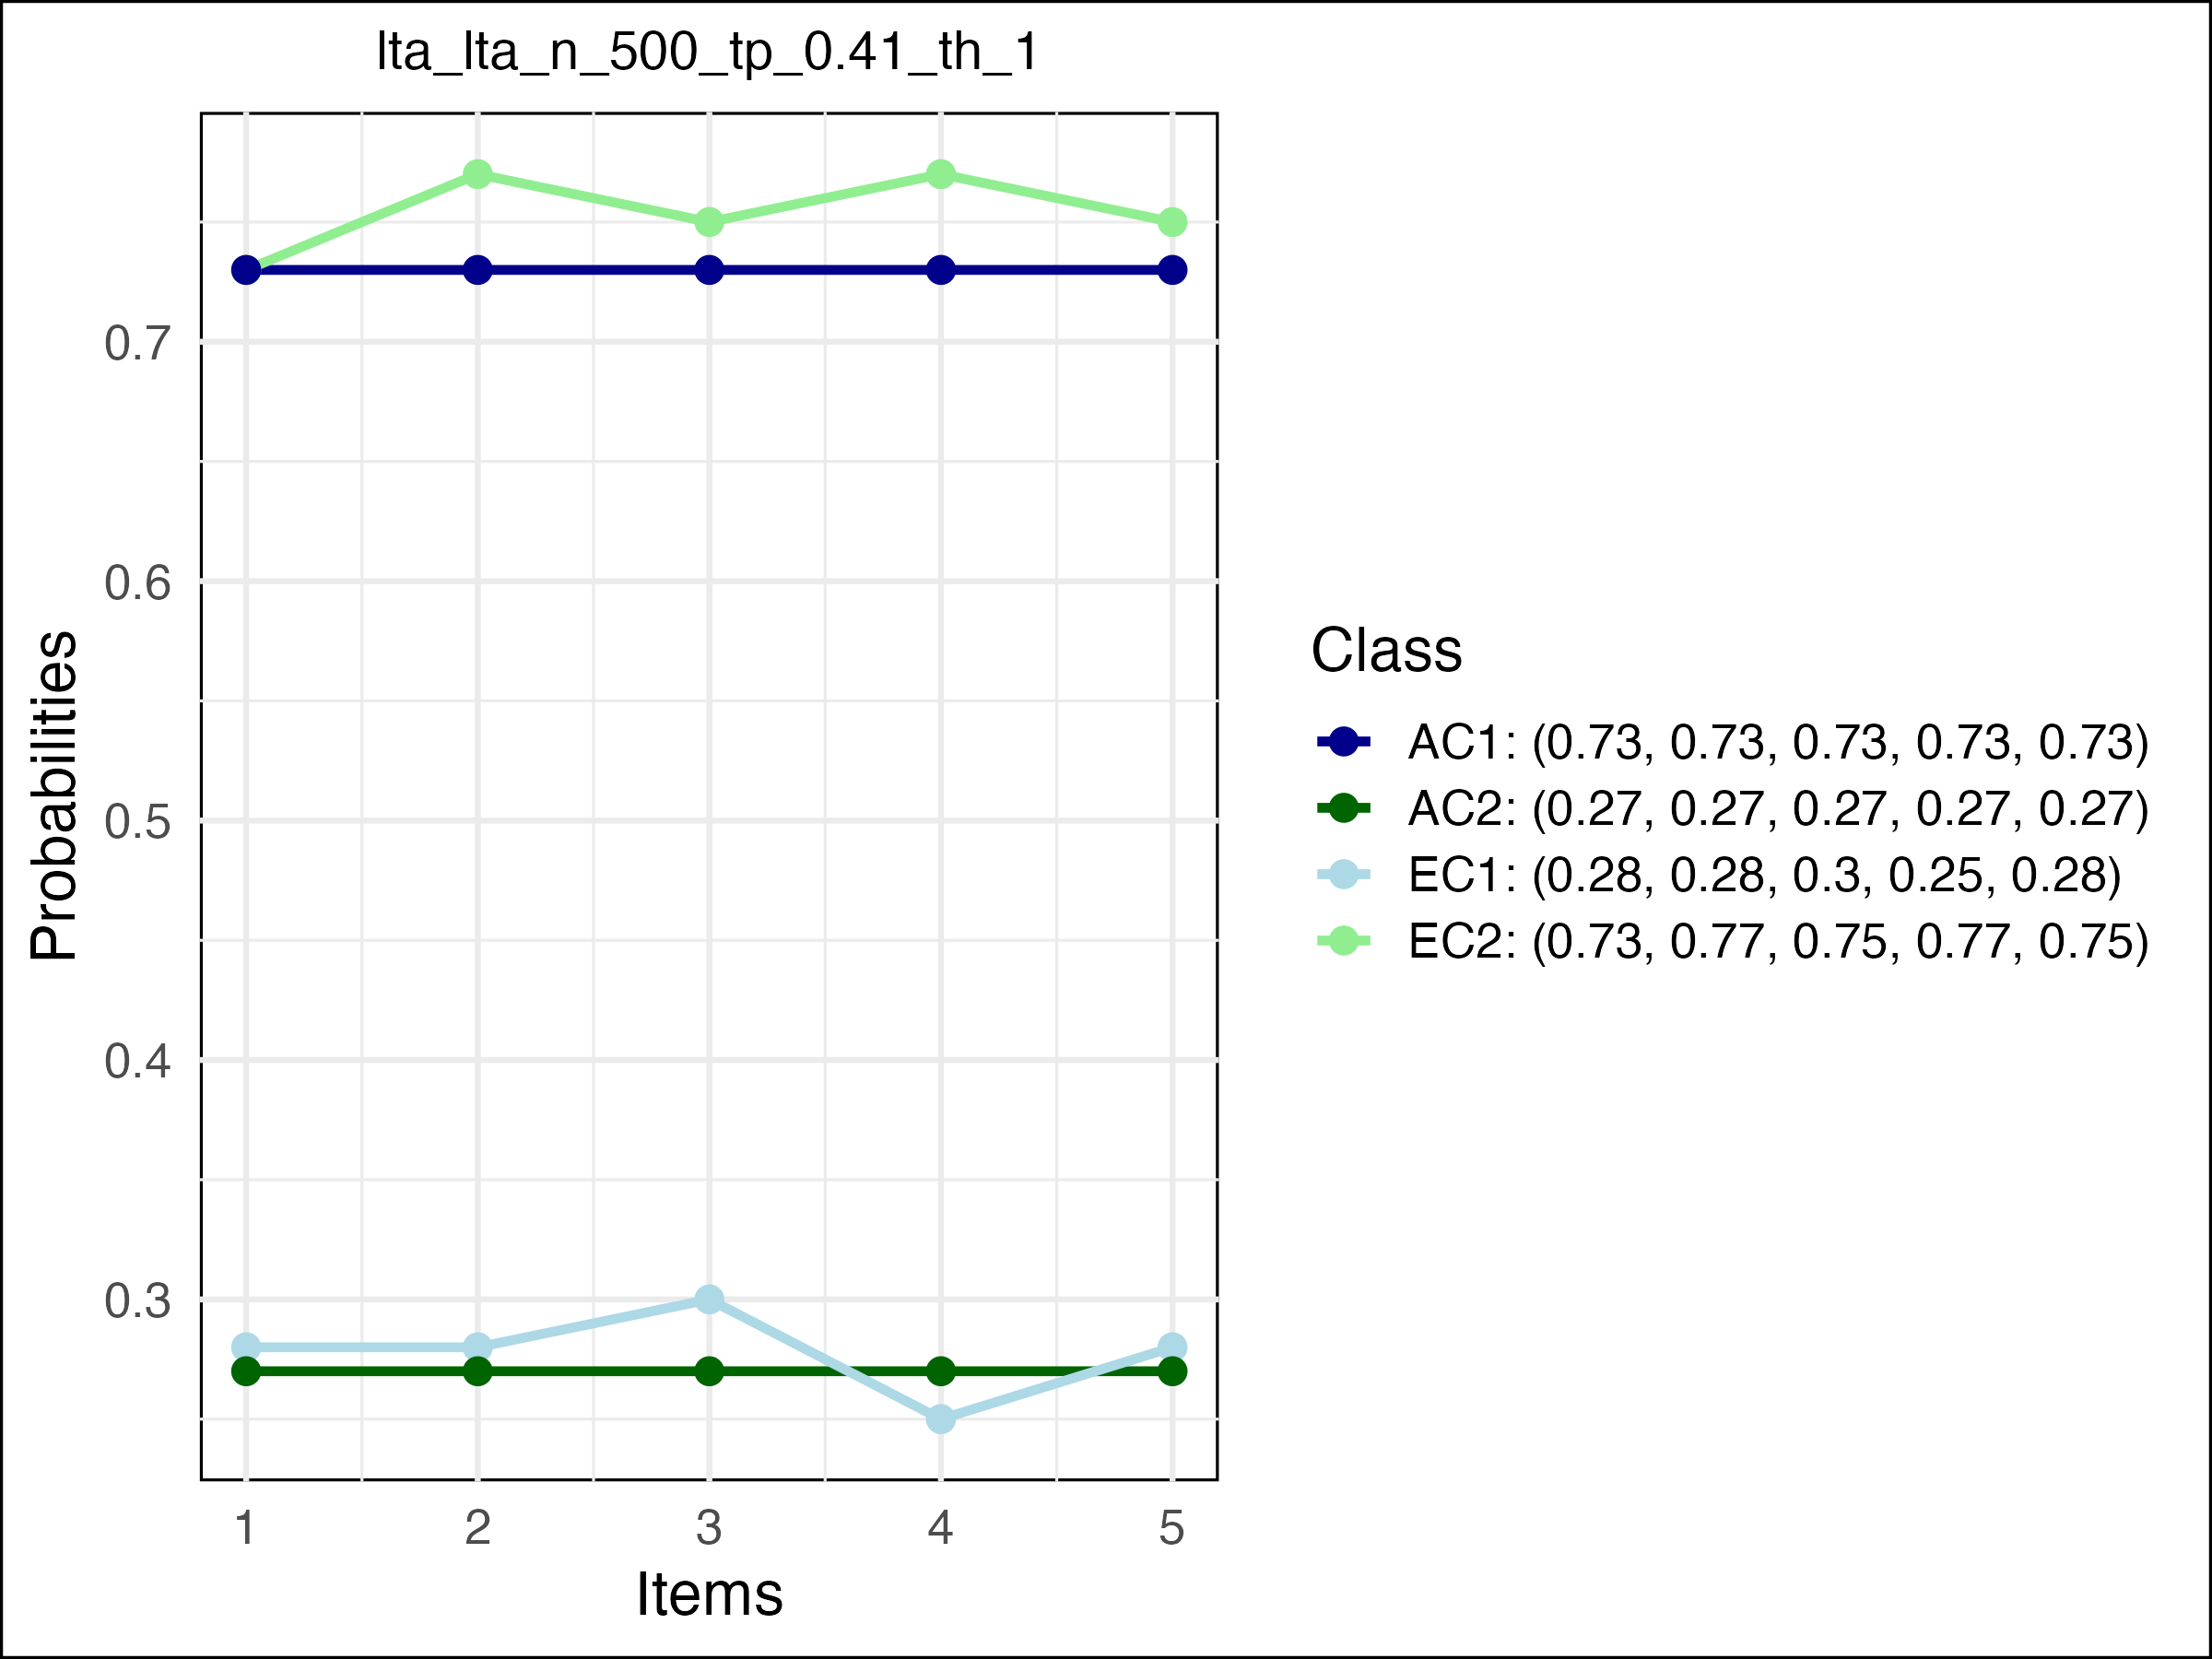 lta_lta_n_500_tp_0.41_th_1
Probabilities
0.7
0.6
0.5
0.4
0.3
1 2 3 4 5
Items
Class
AC1: (0.73, 0.73, 0.73, 0.73, 0.73)
AC2: (0.27, 0.27, 0.27, 0.27, 0.27)
EC1: (0.28, 0.28, 0.3, 0.25, 0.28)
EC2: (0.73, 0.77, 0.75, 0.77, 0.75)